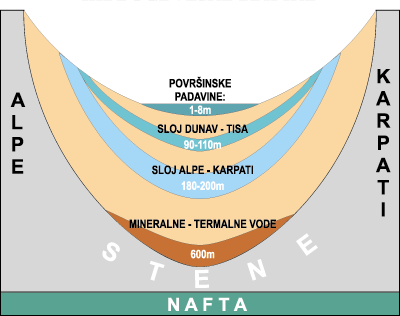 POVRŠINSKE
PADAVINE:
1-8m
SLOJ DUNAV - TISA
90-110m
SLOJ ALPE - KARPATI
180-200m
MINERALNE - TERMALNE VODE
600m
ALPE
KARPATI
STENE
NAFTA